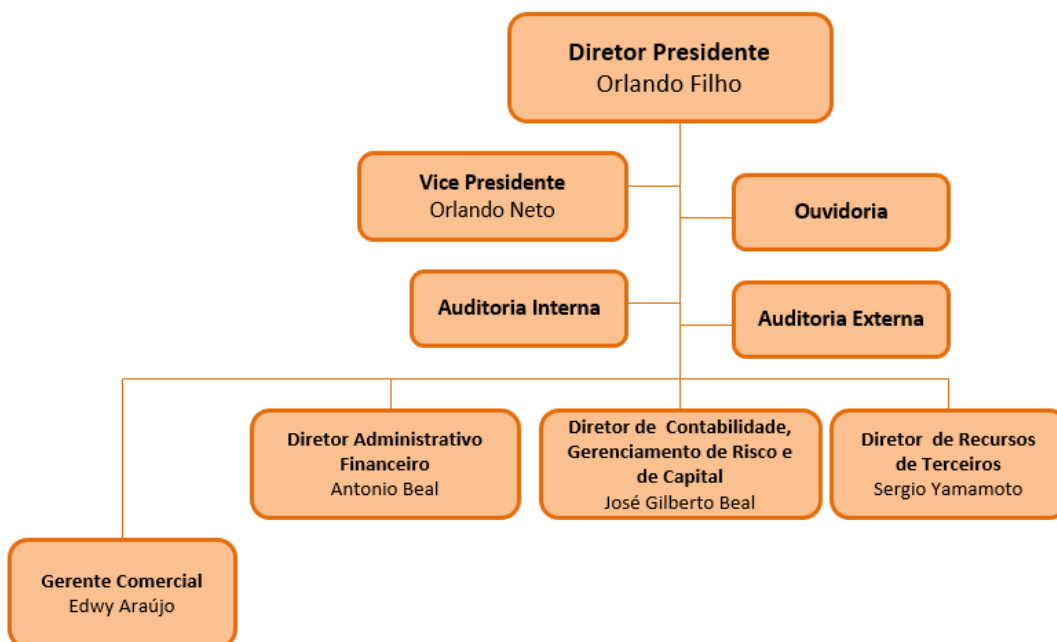 Diretor Presidente
Orlando Filho
Vice Presidente
Orlando Neto
Ouvidoria
Auditoria Interna
Auditoria Externa
Diretor Administrativo
Financeiro
Antonio Beal
Diretor de Contabilidade,
Gerenciamento de Risco e
de Capital
José Gilberto Beal
Diretor de Recursos
de Terceiros
Sergio Yamamoto
Gerente Comercial
Edwy Araújo